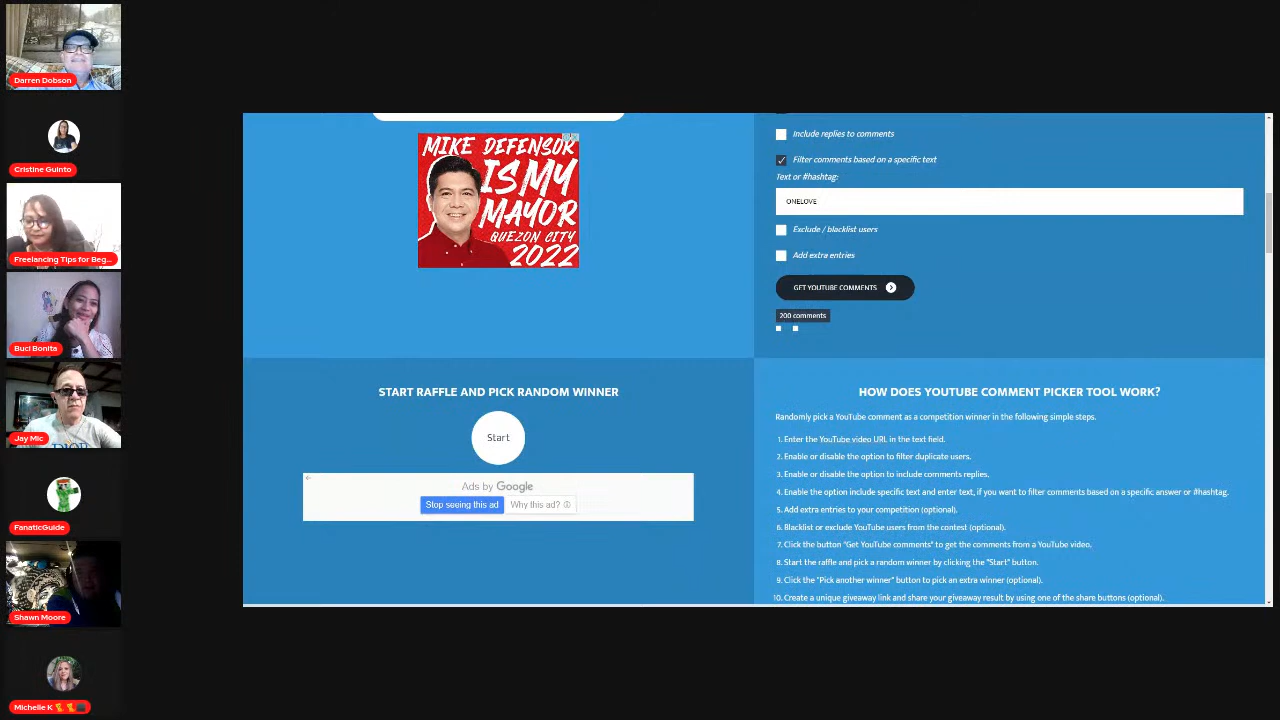 Darren Dobson
Cristine Guinto
Freelancing Tips for Beg...
Buci Bonita
Jay Mic
FanaticGuide
Shawn Moore
Michelle K
MIKE DEFENSOR
IS MY
MAYOR
QUEZON CITY
2022
Include replies to comments
Filter comments based on a specific text
Text or #hashtag:
ONELOVE
Exclude / blacklist users
Add extra entries
GET YOUTUBE COMMENTS
200 comments
START RAFFLE AND PICK RANDOM WINNER
Start
Ads by Google
Stop seeing this ad
Why this ad?
HOW DOES YOUTUBE COMMENT PICKER TOOL WORK?
Randomly pick a YouTube comment as a competition winner in the following simple steps.
1. Enter the YouTube video URL in the text field.
2. Enable or disable the option to filter duplicate users.
3. Enable or disable the option to include comments replies.
4. Enable the option include specific text and enter text, if you want to filter comments based on a specific answer or #hashtag.
5. Add extra entries to your competition (optional).
6. Blacklist or exclude YouTube users from the contest (optional).
7. Click the button "Get YouTube comments" to get the comments from a YouTube video.
8. Start the raffle and pick a random winner by clicking the "Start" button.
9. Click the "Pick another winner" button to pick an extra winner (optional).
10. Create a unique giveaway link and share your giveaway result by using one of the share buttons (optional).